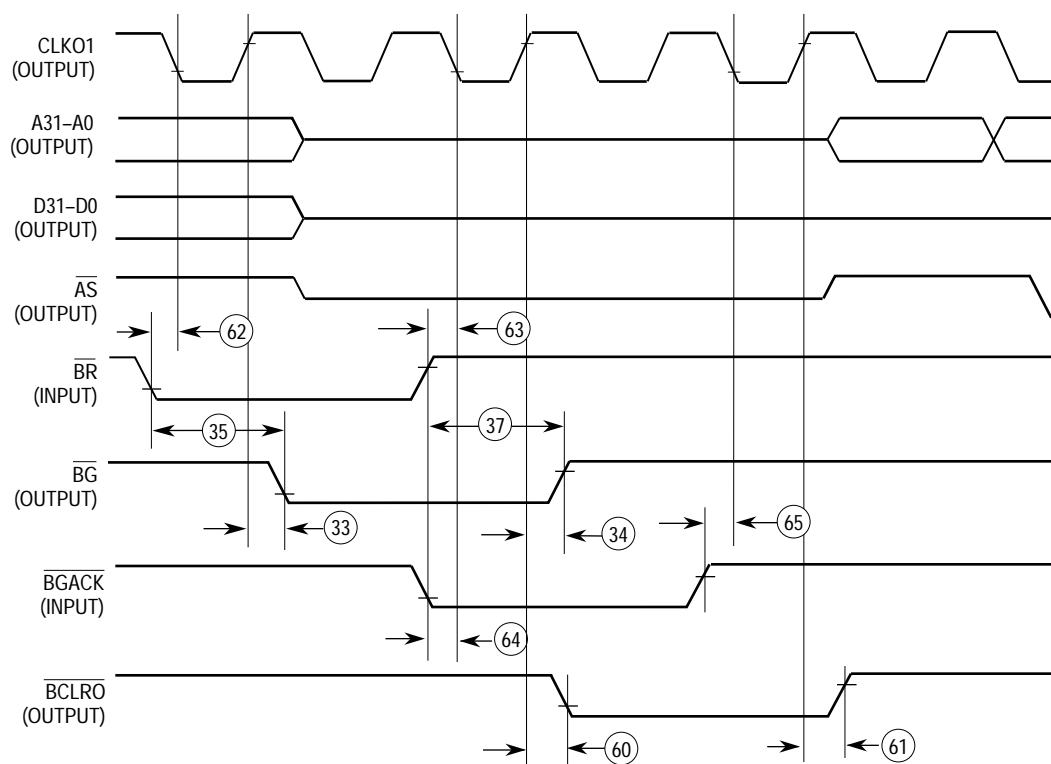 CLKO1
(OUTPUT)
A31–A0
(OUTPUT)
D31–D0
(OUTPUT)
AS
(OUTPUT)
62
63
BR
(INPUT)
35
37
BG
(OUTPUT)
33
34
65
BGACK
(INPUT)
64
BCLRO
(OUTPUT)
60
61